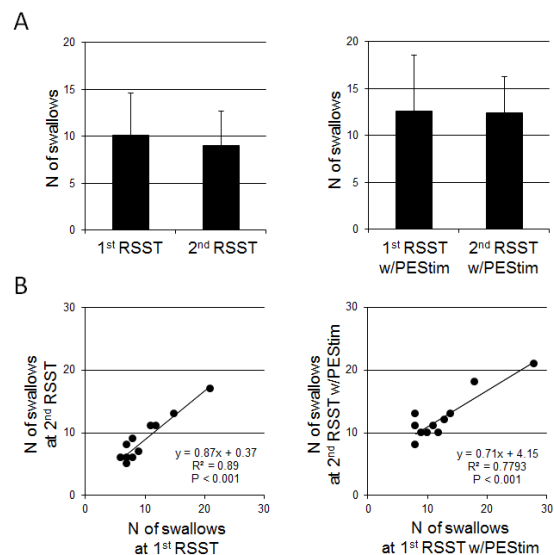 A
20
15
10
5
0
N of swallows
1st RSST
2nd RSST
20
15
10
5
0
N of swallows
1st RSST
w/PEStim
2nd RSST
w/PEStim
B
30
20
10
0
N of swallows
at 2nd RSST
y = 0.87x + 0.37
R² = 0.89
P < 0.001
0
10
20
30
N of swallows
at 1st RSST
30
20
10
0
N of swallows
at 2nd RSST w/PEStim
y = 0.71x + 4.15
R² = 0.7793
P < 0.001
0
10
20
30
N of swallows
at 1st RSST w/PEStim